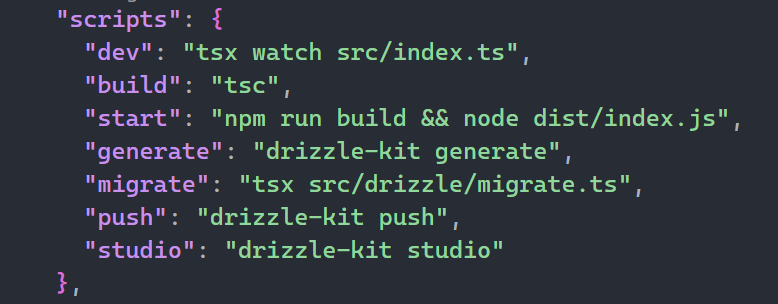 "scripts": {
"dev": "tsx watch src/index.ts",
"build": "tsc",
"start": "npm run build && node dist/index.js",
"generate": "drizzle-kit generate",
"migrate": "tsx src/drizzle/migrate.ts",
"push": "drizzle-kit push",
"studio": "drizzle-kit studio"
},